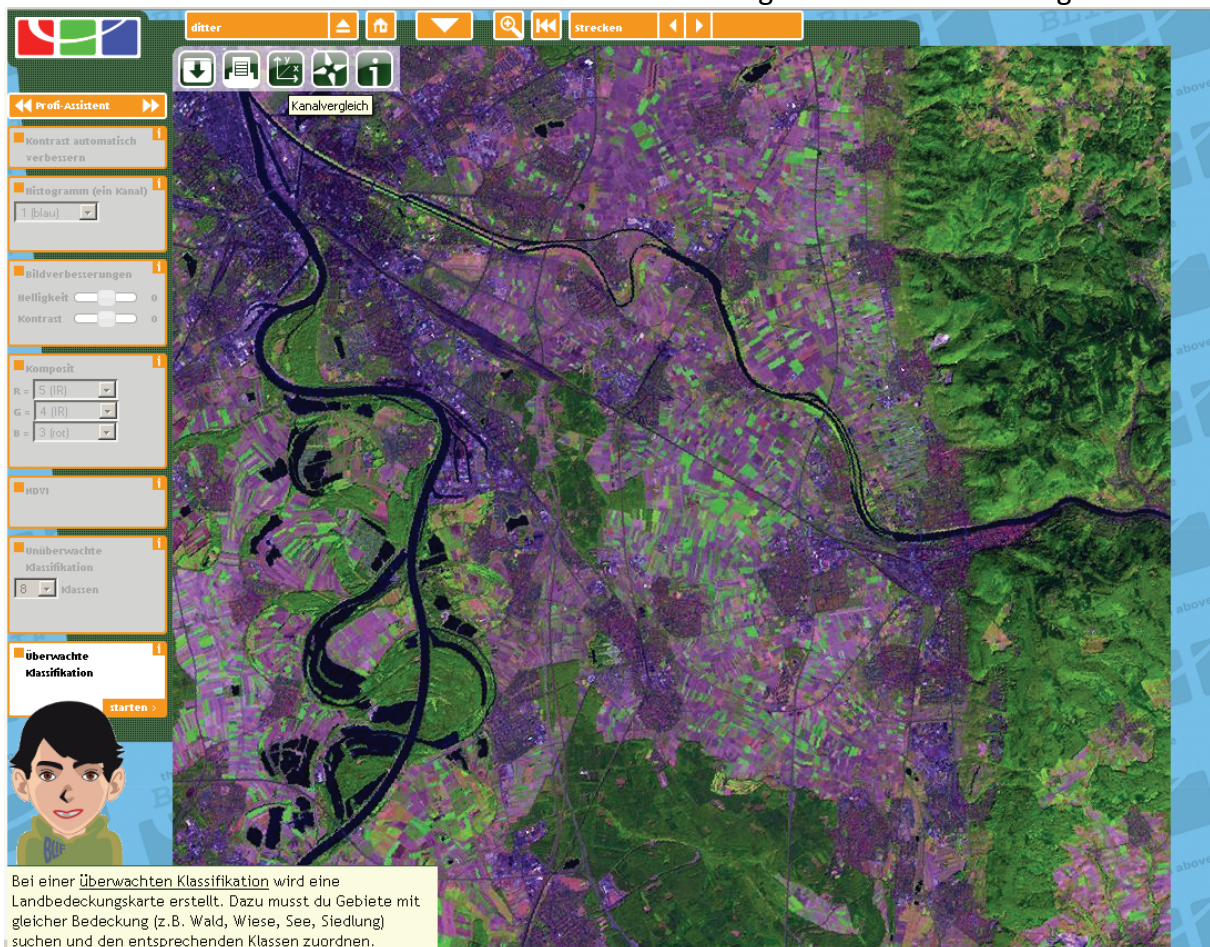 ditter
strecken
Kanalvergleich
Profi-Assistent
Kontrast automatisch
verbessern
Histogramm (ein Kanal)
1 (blau)
Bildverbesserungen
Helligkeit 0
Kontrast 0
Komposit
R = 5 (IR)
G = 4 (IR)
B = 3 (rot)
NDVI
Unüberwachte
Klassifikation
8 Klassen
Überwachte
Klassifikation
starten >
BLIF
Bei einer überwachten Klassifikation wird eine
Landbedeckungskarte erstellt. Dazu musst du Gebiete mit
gleicher Bedeckung (z.B. Wald, Wiese, See, Siedlung)
suchen und den entsprechenden Klassen zuordnen.